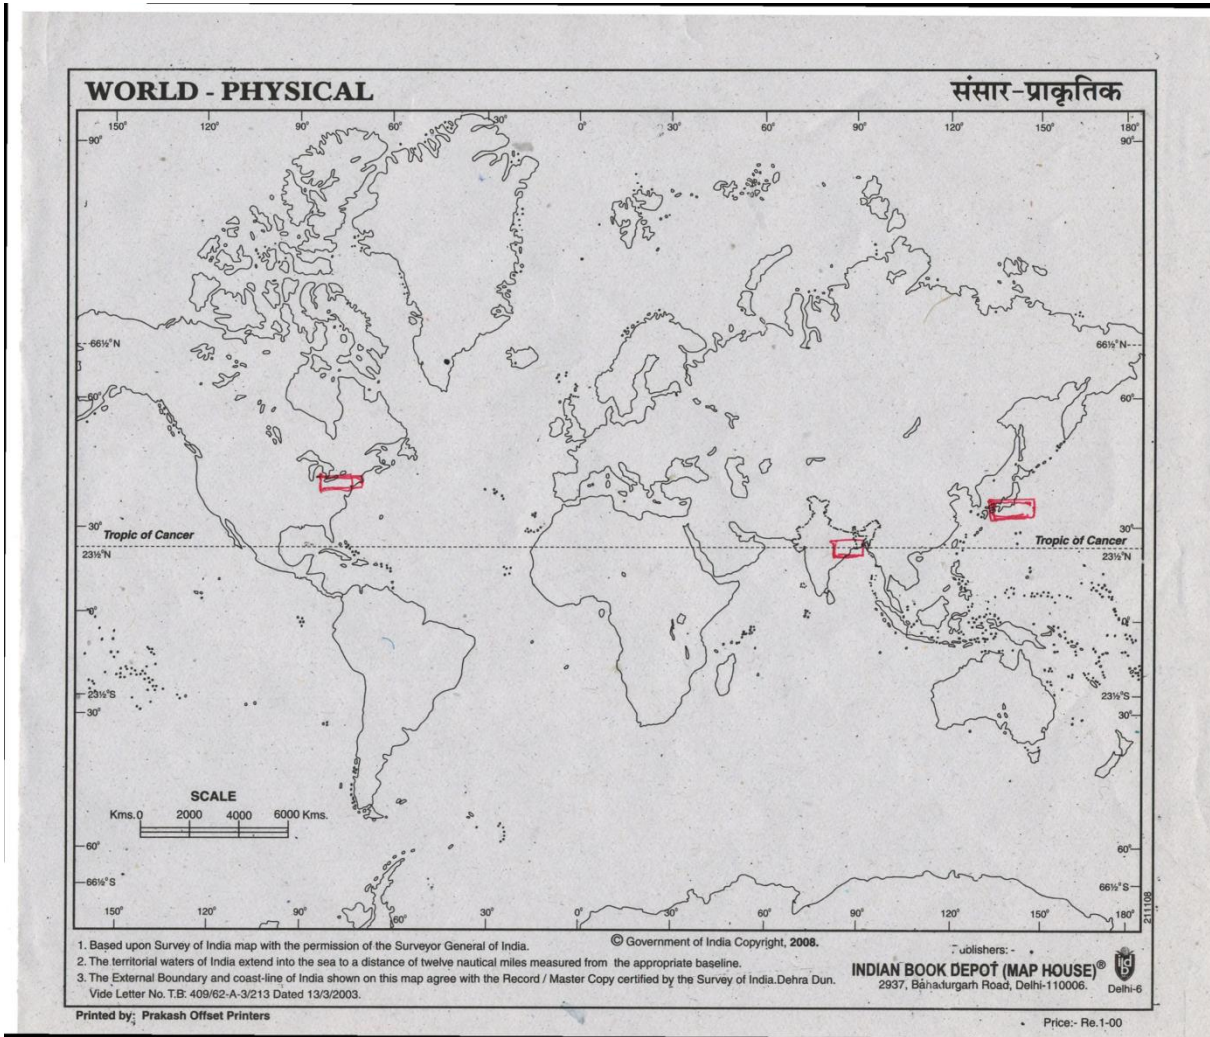 WORLD - PHYSICAL संसार-प्राकृतिक
150° 120° 90° 60° 30° 0° 30° 60° 90° 120° 150° 180°
90° 90°
66½°N 66½°N
60° 60°
30° 30°
Tropic of Cancer Tropic of Cancer
23½°N 23½°N
0° 0°
23½°S 23½°S
30° 30°
SCALE
Kms. 0 2000 4000 6000 Kms.
60° 60°
66½°S 66½°S
211108
150° 120° 90° 60° 30° 0° 30° 60° 90° 120° 150° 180°
1. Based upon Survey of India map with the permission of the Surveyor General of India.
© Government of India Copyright, 2008.
2. The territorial waters of India extend into the sea to a distance of twelve nautical miles measured from the appropriate baseline.
3. The External Boundary and coast-line of India shown on this map agree with the Record / Master Copy certified by the Survey of India.Dehra Dun.
Vide Letter No. T.B. 409/62-A-3/213 Dated 13/3/2003.
ublishers: -
INDIAN BOOK DEPOT (MAP HOUSE)®
2937, Bahadurgarh Road, Delhi-110006.
Delhi-6
Printed by: Prakash Offset Printers
Price:- Re.1-00